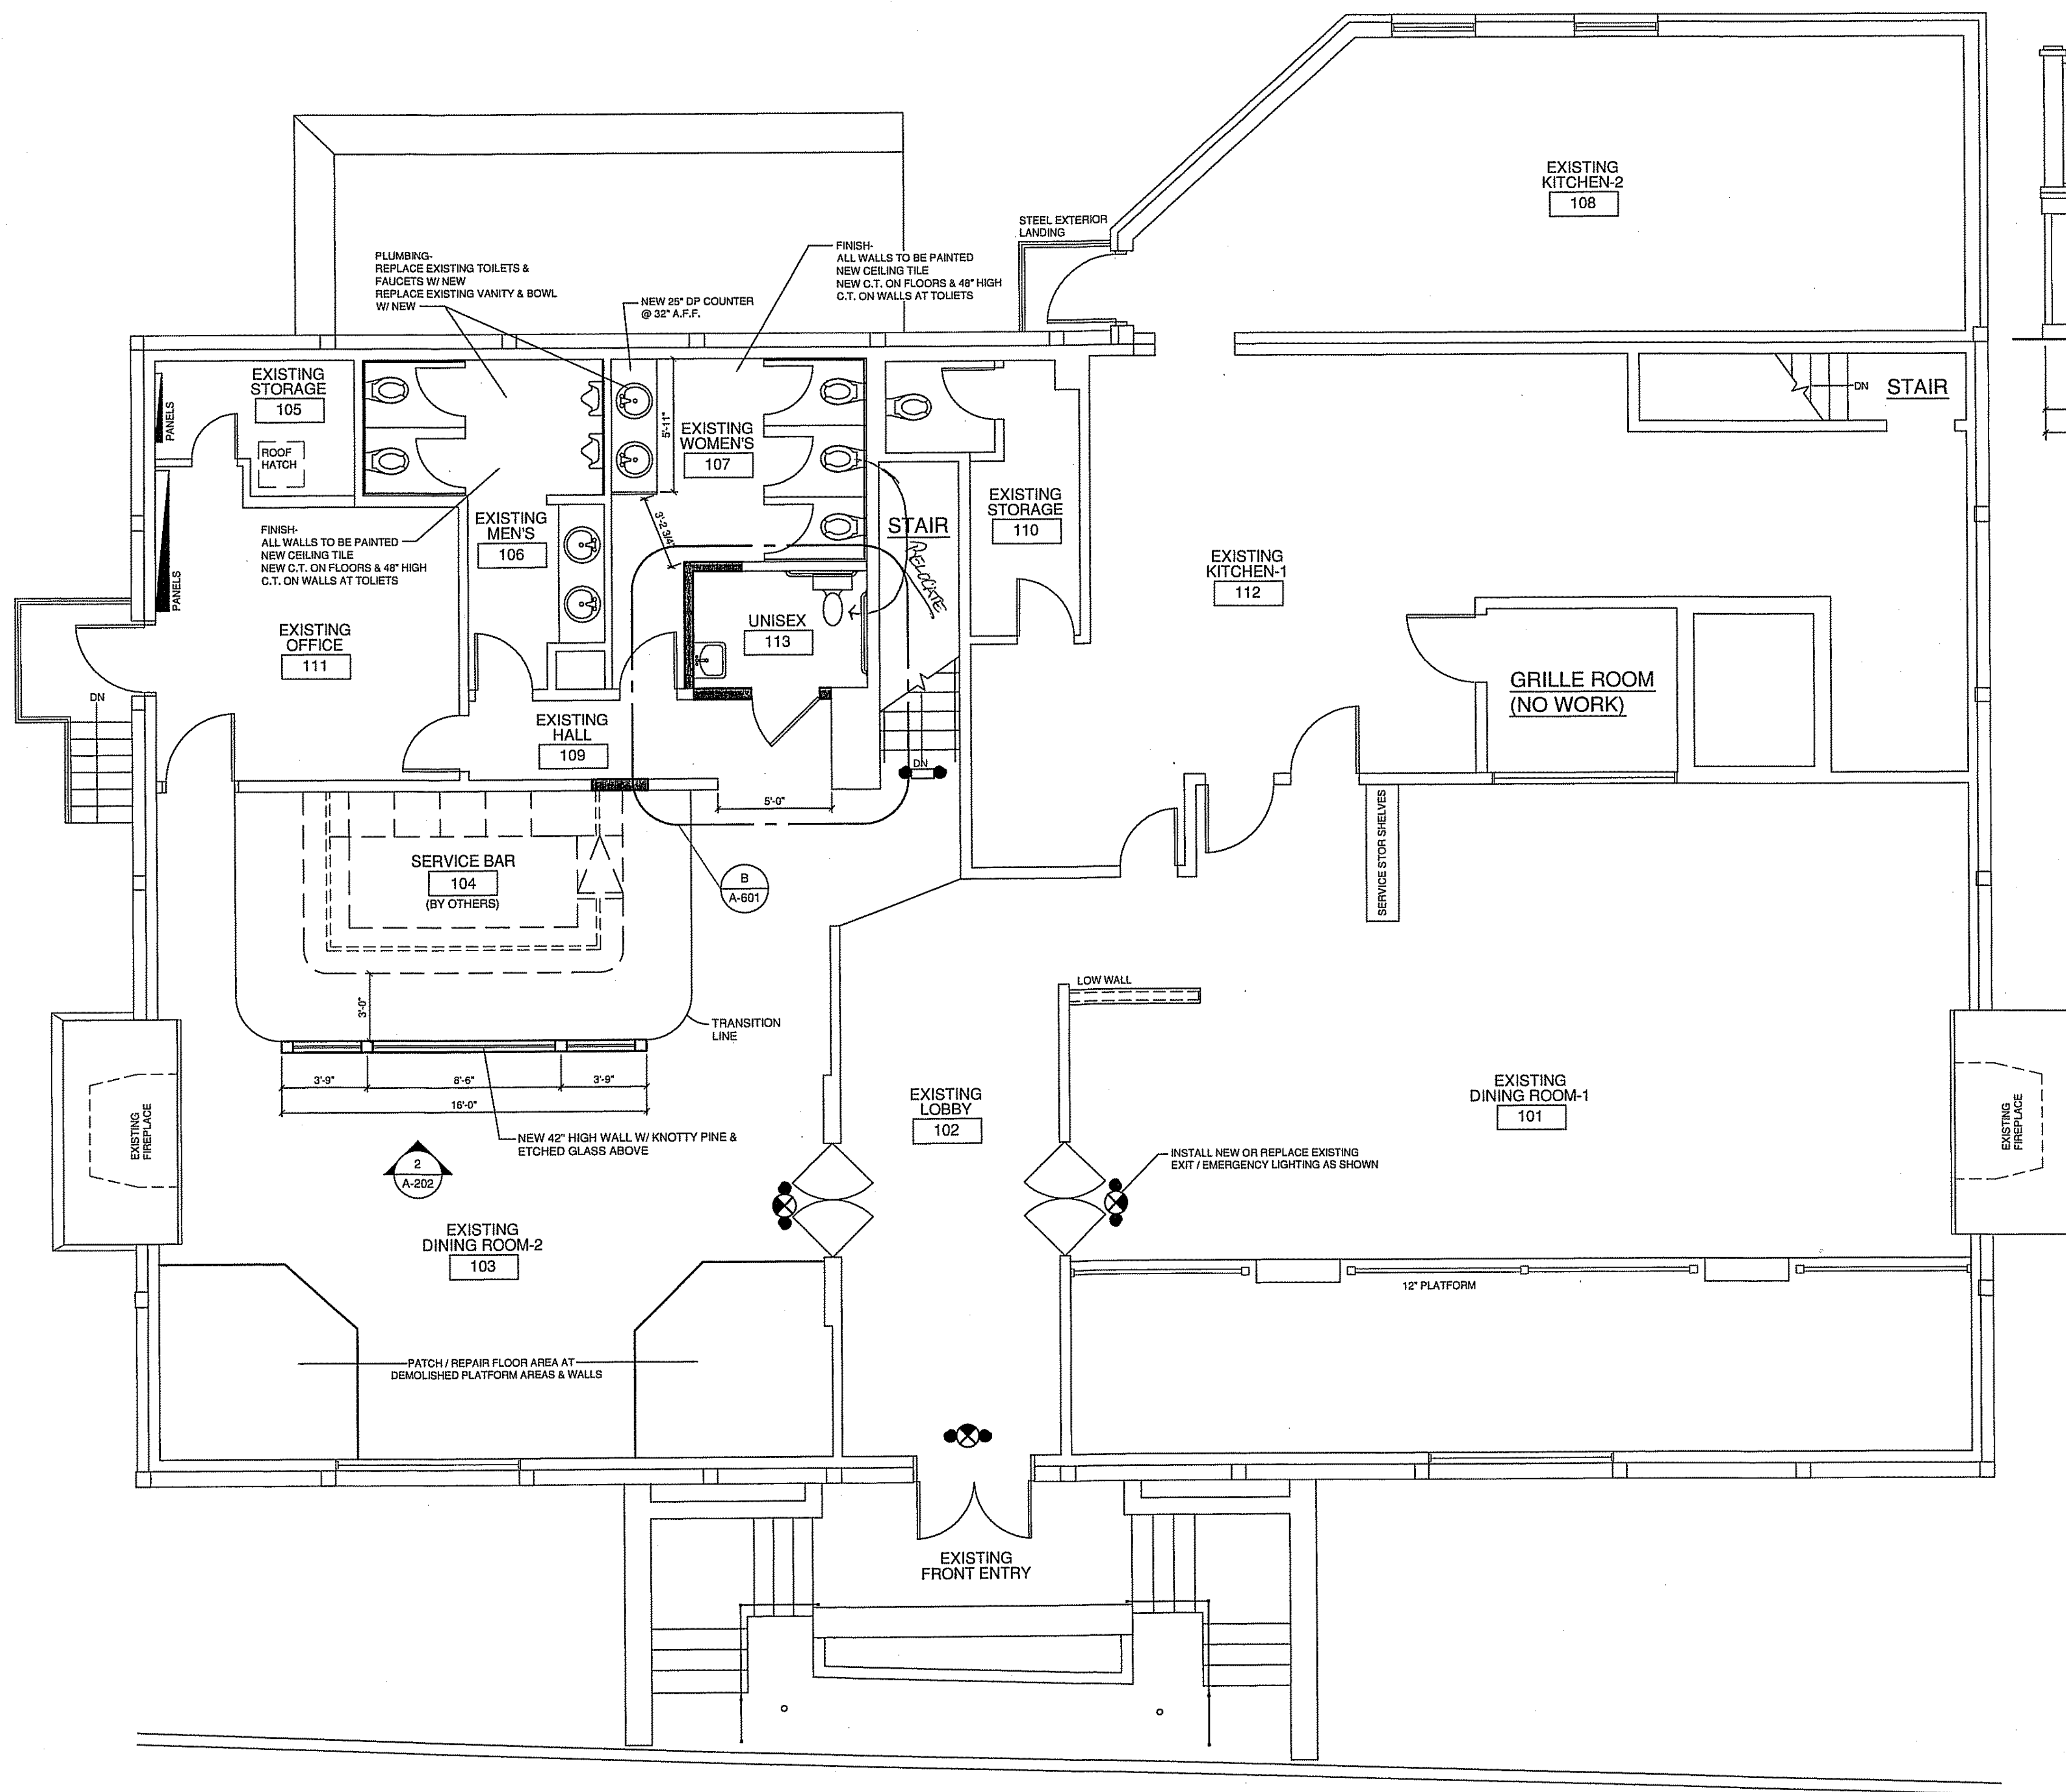 EXISTING
KITCHEN-2
108
STEEL EXTERIOR
LANDING
PLUMBING-
REPLACE EXISTING TOILETS &
FAUCETS W/ NEW
REPLACE EXISTING VANITY & BOWL
W/ NEW
FINISH-
ALL WALLS TO BE PAINTED
NEW CEILING TILE
NEW C.T. ON FLOORS & 48" HIGH
C.T. ON WALLS AT TOLIETS
NEW 25" DP COUNTER
@ 32" A.F.F.
EXISTING
STORAGE
105
PANELS
ROOF
HATCH
PANELS
5'-11"
EXISTING
WOMEN'S
107
DN
STAIR
FINISH-
ALL WALLS TO BE PAINTED
NEW CEILING TILE
NEW C.T. ON FLOORS & 48" HIGH
C.T. ON WALLS AT TOLIETS
EXISTING
MEN'S
106
3'-2 3/4"
STAIR
RELOCATE
EXISTING
STORAGE
110
EXISTING
KITCHEN-1
112
EXISTING
OFFICE
111
UNISEX
113
GRILLE ROOM
(NO WORK)
DN
EXISTING
HALL
109
DN
5'-0"
SERVICE STOR SHELVES
SERVICE BAR
104
(BY OTHERS)
B
A-601
3'-0"
TRANSITION
LINE
LOW WALL
3'-9"
8'-6"
3'-9"
16'-0"
EXISTING
FIREPLACE
NEW 42" HIGH WALL W/ KNOTTY PINE &
ETCHED GLASS ABOVE
2
A-202
EXISTING
LOBBY
102
EXISTING
DINING ROOM-1
101
EXISTING
FIREPLACE
INSTALL NEW OR REPLACE EXISTING
EXIT / EMERGENCY LIGHTING AS SHOWN
EXISTING
DINING ROOM-2
103
12" PLATFORM
PATCH / REPAIR FLOOR AREA AT
DEMOLISHED PLATFORM AREAS & WALLS
EXISTING
FRONT ENTRY